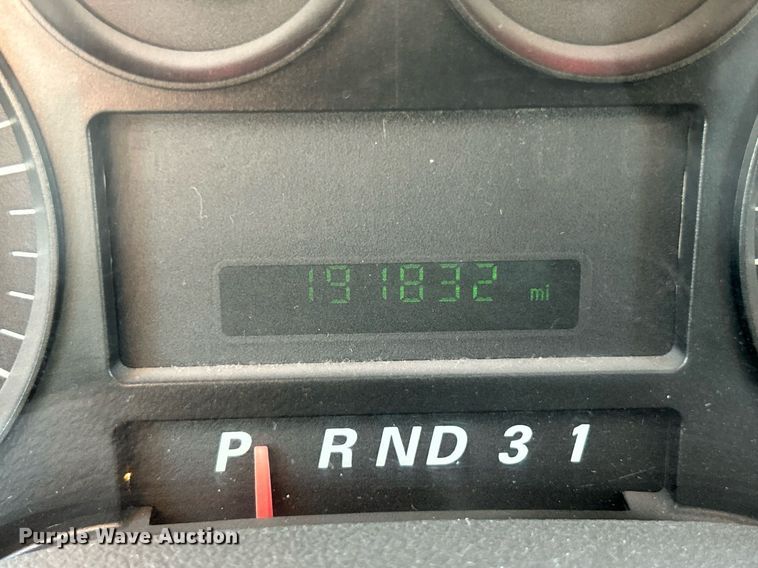 191832 mi
P R N D 3 1
Purple Wave Auction